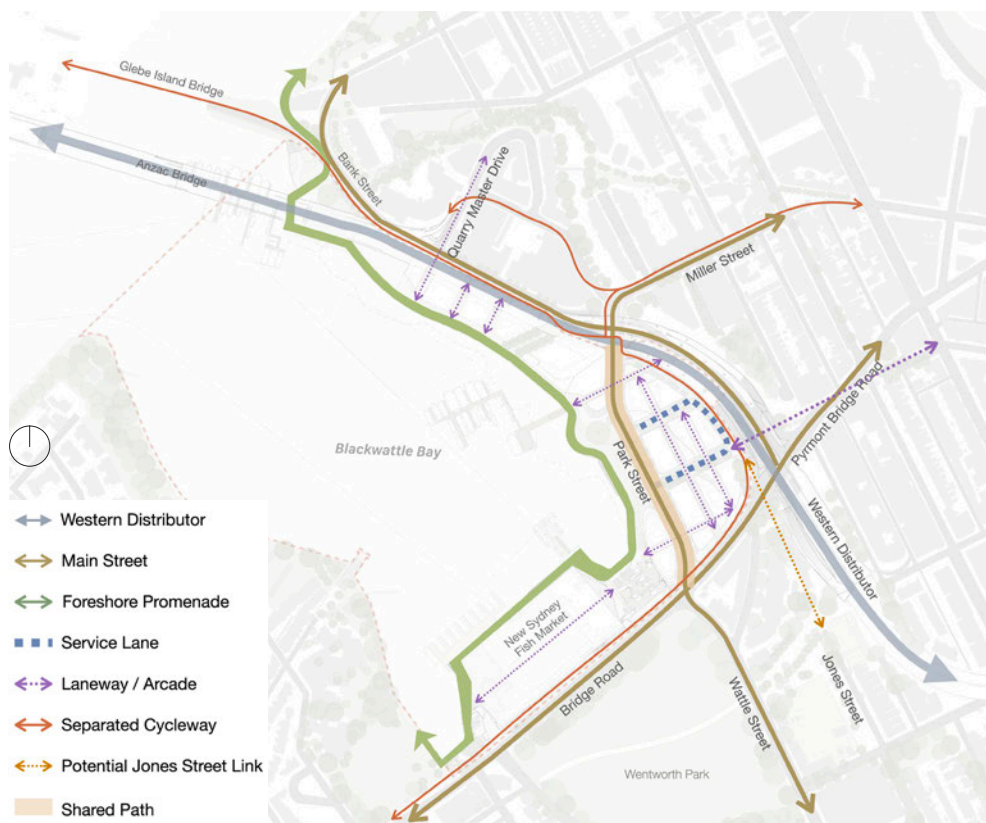 Glebe Island Bridge
Anzac Bridge
Bank Street
Quarry Master Drive
Miller Street
Pyrmont Bridge Road
Blackwattle Bay
Park Street
Western Distributor
New Sydney
Fish Market
Bridge Road
Wattle Street
Jones Street
Wentworth Park
Western Distributor
Main Street
Foreshore Promenade
Service Lane
Laneway / Arcade
Separated Cycleway
Potential Jones Street Link
Shared Path